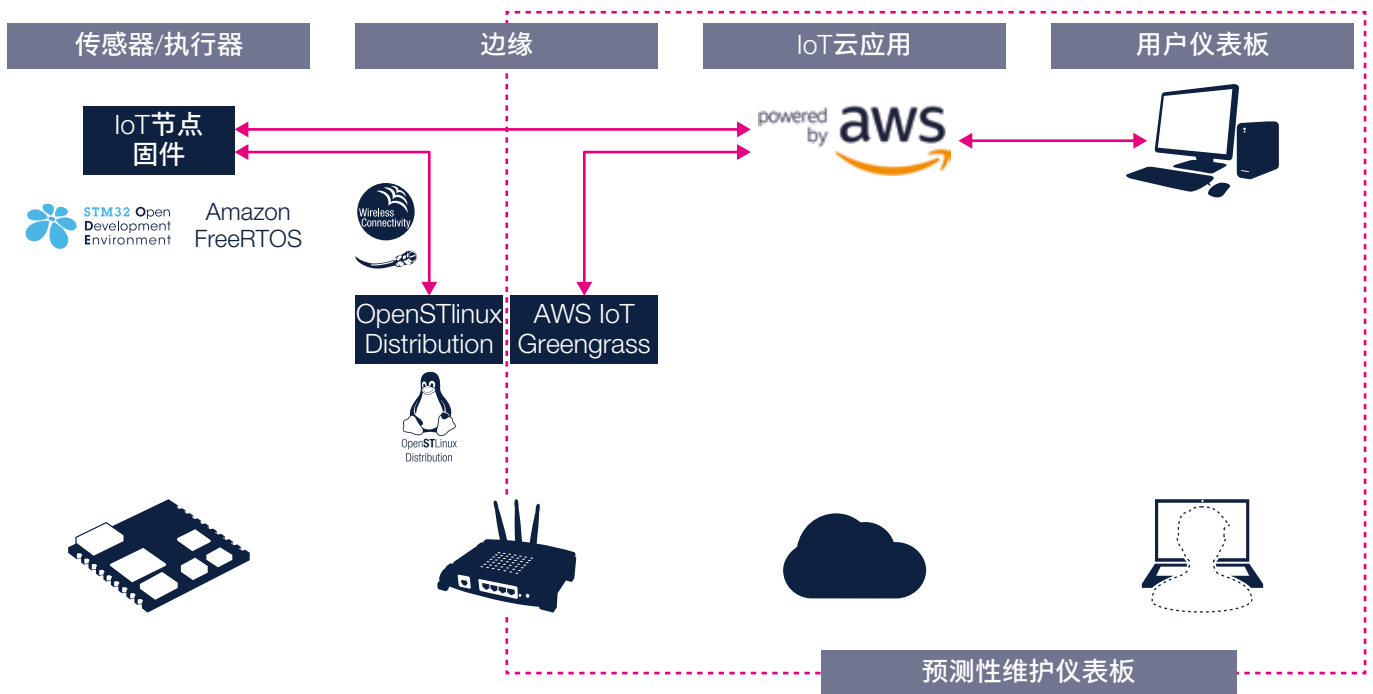 传感器/执行器
边缘
IoT云应用
用户仪表板
IoT节点
固件
powered
by
aws
STM32 Open
Development
Environment
Amazon
FreeRTOS
Wireless
Connectivity
OpenSTlinux
Distribution
AWS IoT
Greengrass
OpenSTLinux
Distribution
预测性维护仪表板